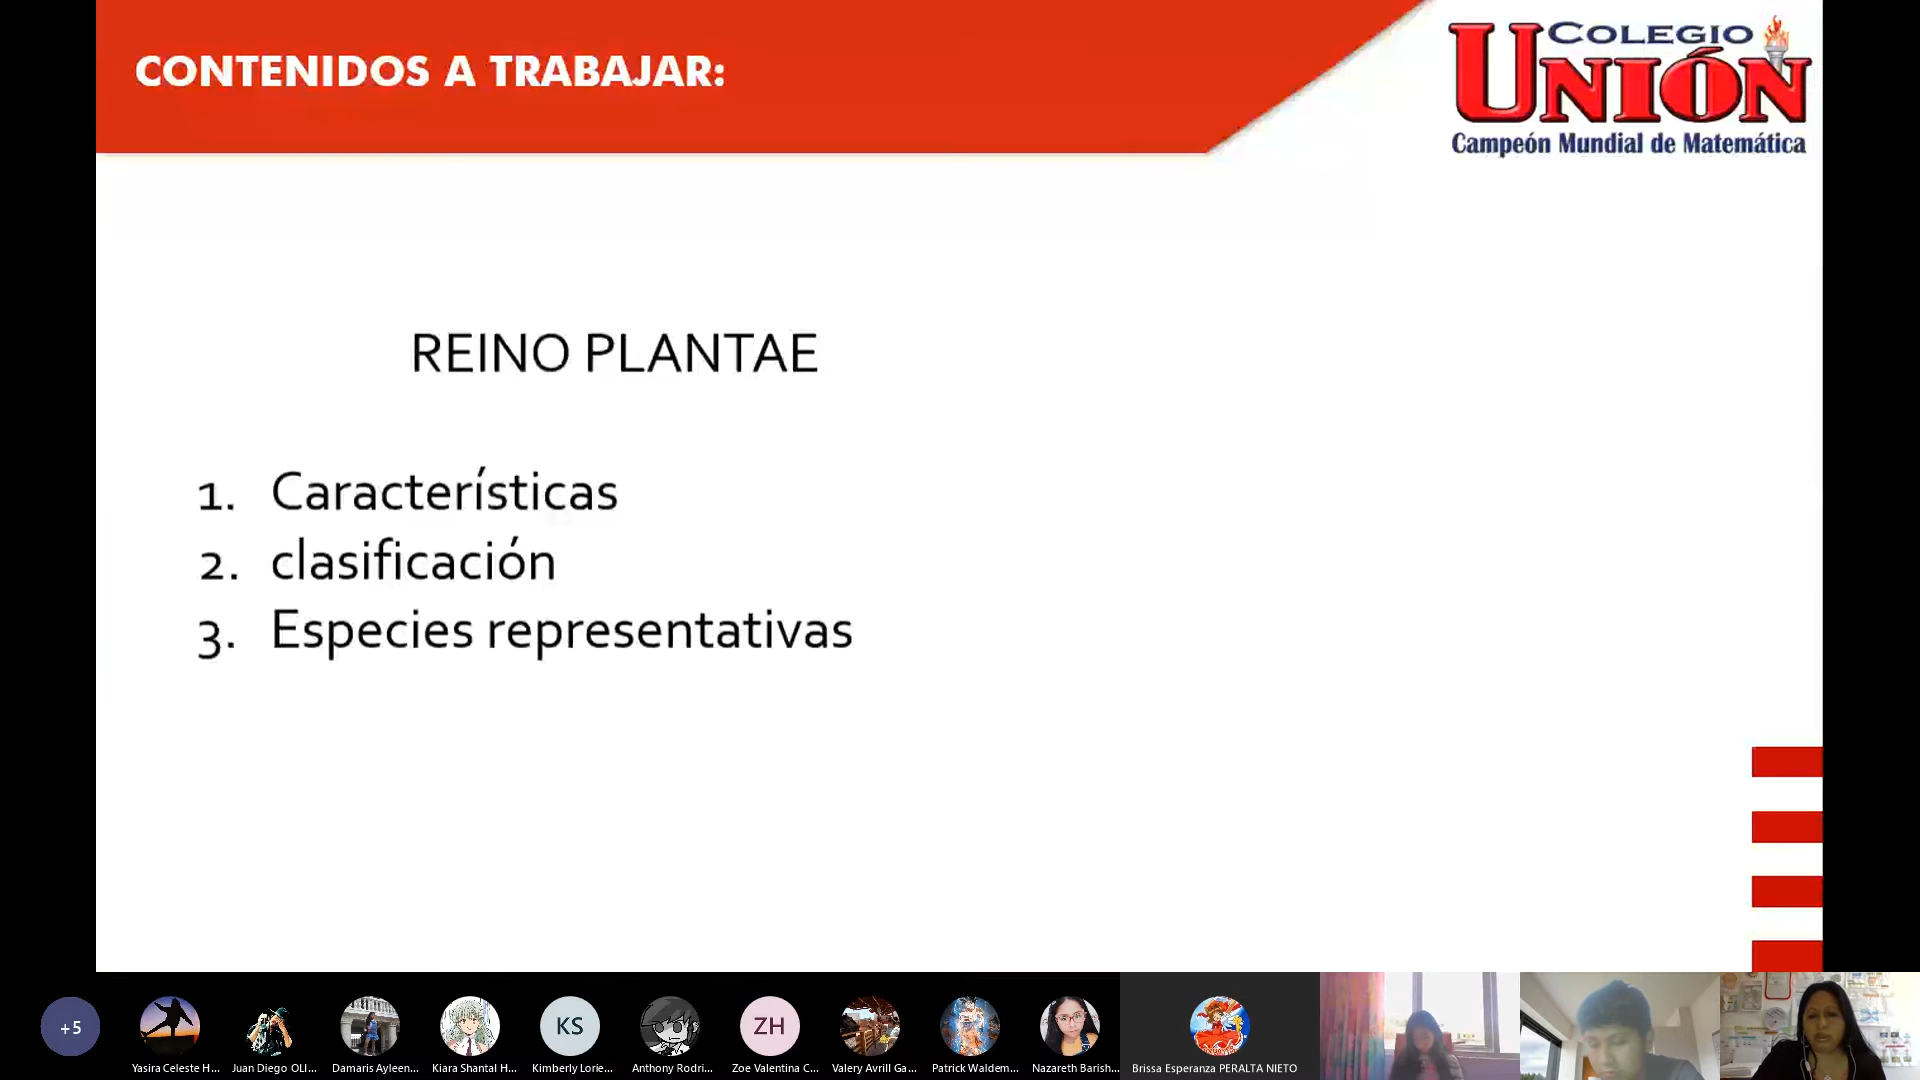 CONTENIDOS A TRABAJAR:
COLEGIO
UNIÓN
Campeón Mundial de Matemática
REINO PLANTAE
1. Características
2. clasificación
3. Especies representativas
+5
KS
ZH
Yasira Celeste H...
Juan Diego OLI...
Damaris Ayleen...
Kiara Shantal H...
Kimberly Lorie...
Anthony Rodri...
Zoe Valentina C...
Valery Avrill Ga...
Patrick Waldem...
Nazareth Barish...
Brissa Esperanza PERALTA NIETO